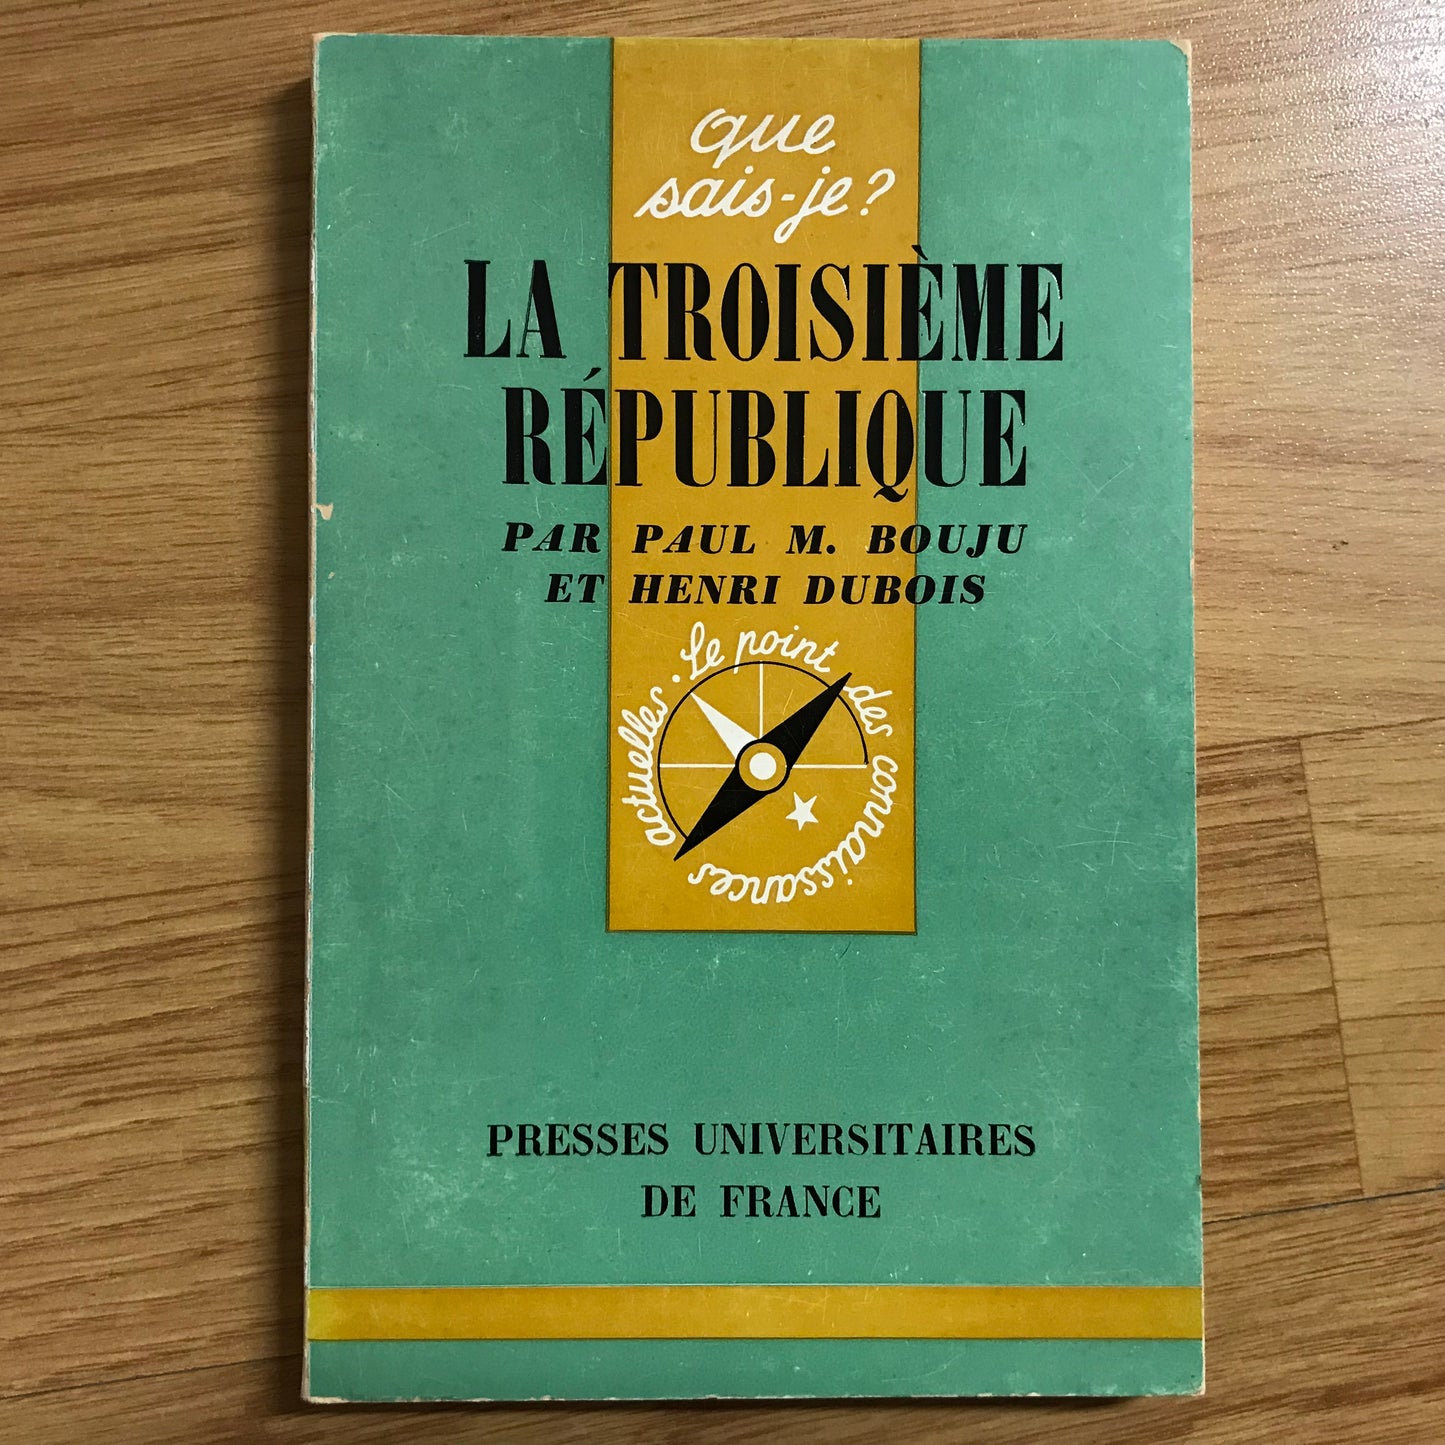 que
sais-je?
LA TROISIÈME
RÉPUBLIQUE
PAR PAUL M. BOUJU
ET HENRI DUBOIS
Le point des connaissances actuelles.
PRESSES UNIVERSITAIRES
DE FRANCE